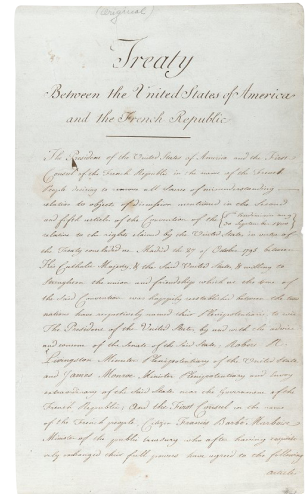 (Original)
Treaty
Between the United States of America
and the French Republic
The President of the United States of America and the First
Consul of the French Republic in the name of the French
People desiring to remove all Source of misunderstanding
relative to objects of discussion mentioned in the Second
and fifth articles of the Convention of the
relative to the rights claimed by the United States in virtue of
the Treaty concluded at Madrid the 27 of October 1795 between
His Catholic Majesty, & the Said United States, & willing to
Strengthen the union and friendship which at the time of
the Said Convention was happily reestablished between the two
nations have respectively named their Plenipotentiaries to wit
The President of the United States, by and with the advice
and consent of the Senate of the Said States, Robert R.
Livingston Minister Plenipotentiary of the United States
and James Monroe Minister Plenipotentiary and Envoy
extraordinary of the Said States near the Government of the
French Republic; And the First Consul in the name
of the French people, Citizen Francis Barbé Marbois
Minister of the public treasury who after having respectively
exchanged their full powers have agreed to the following
articles